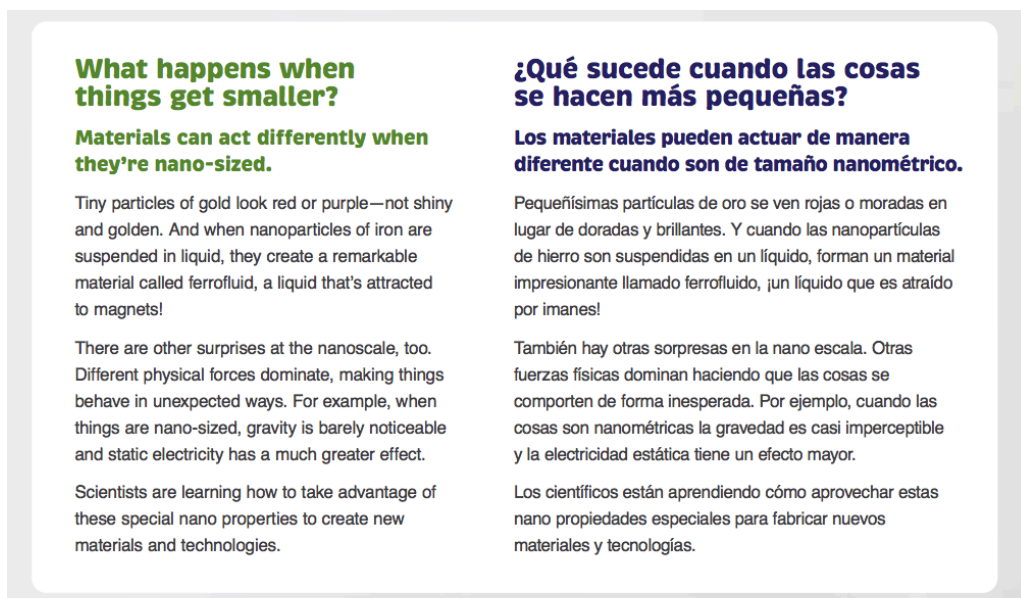 What happens when
things get smaller?
Materials can act differently when
they're nano-sized.
Tiny particles of gold look red or purple—not shiny
and golden. And when nanoparticles of iron are
suspended in liquid, they create a remarkable
material called ferrofluid, a liquid that's attracted
to magnets!
There are other surprises at the nanoscale, too.
Different physical forces dominate, making things
behave in unexpected ways. For example, when
things are nano-sized, gravity is barely noticeable
and static electricity has a much greater effect.
Scientists are learning how to take advantage of
these special nano properties to create new
materials and technologies.
¿Qué sucede cuando las cosas
se hacen más pequeñas?
Los materiales pueden actuar de manera
diferente cuando son de tamaño nanométrico.
Pequeñísimas partículas de oro se ven rojas o moradas en
lugar de doradas y brillantes. Y cuando las nanopartículas
de hierro son suspendidas en un líquido, forman un material
impresionante llamado ferrofluido, ¡un líquido que es atraído
por imanes!
También hay otras sorpresas en la nano escala. Otras
fuerzas físicas dominan haciendo que las cosas se
comporten de forma inesperada. Por ejemplo, cuando las
cosas son nanométricas la gravedad es casi imperceptible
y la electricidad estática tiene un efecto mayor.
Los científicos están aprendiendo cómo aprovechar estas
nano propiedades especiales para fabricar nuevos
materiales y tecnologías.